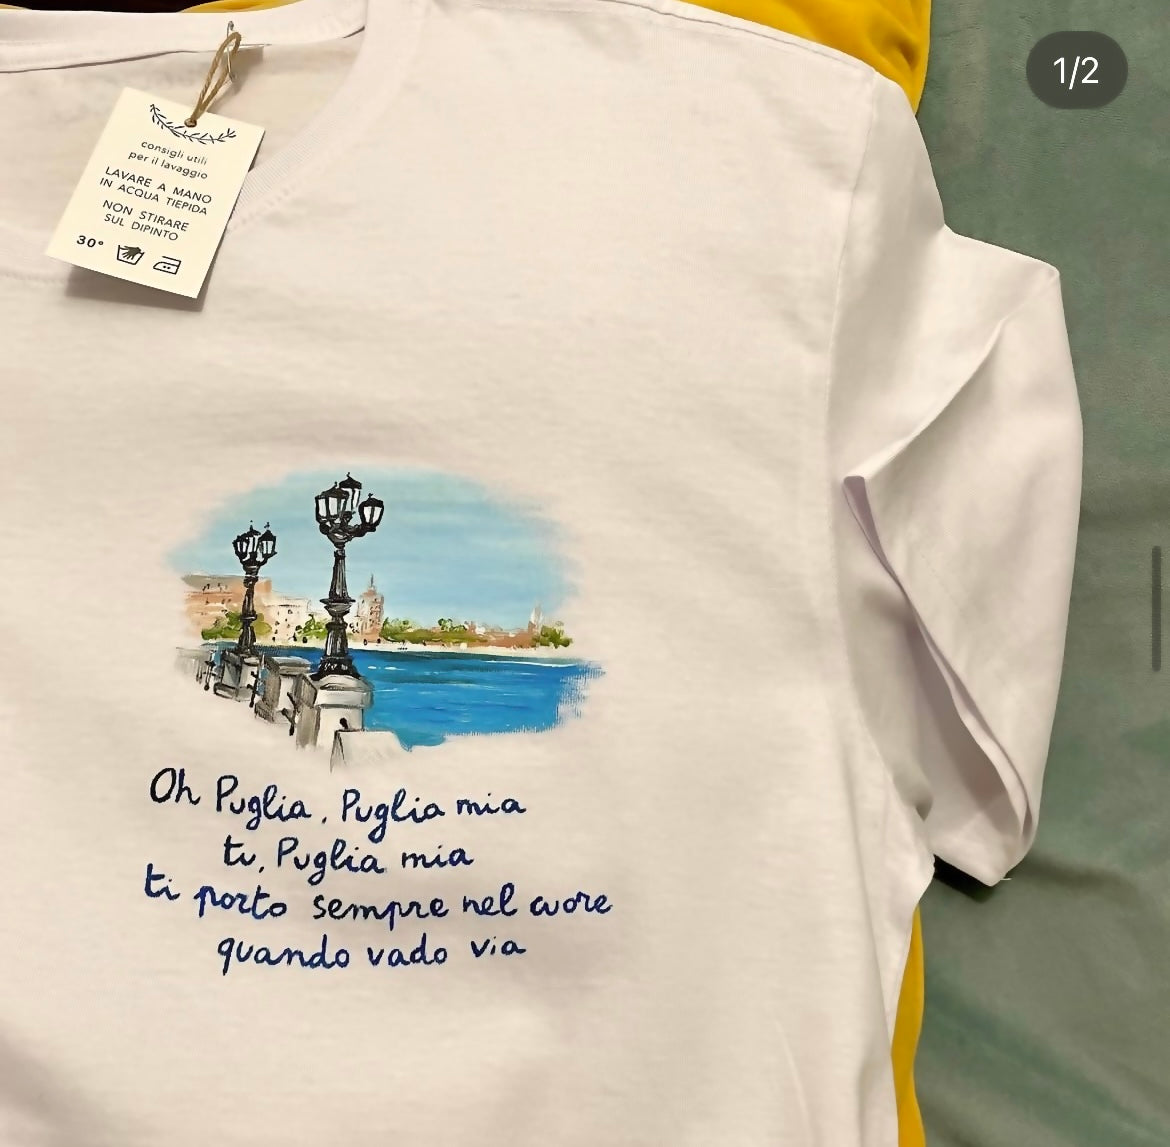 1/2
consigli utili
per il lavaggio
LAVARE A MANO
IN ACQUA TIEPIDA
NON STIRARE
SUL DIPINTO
30°
Oh Puglia, Puglia mia
tu, Puglia mia
ti porto sempre nel cuore
quando vado via